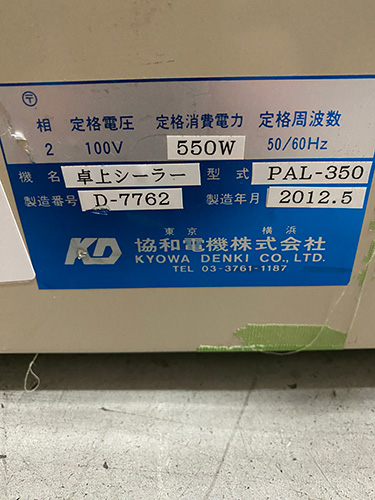 〒
相 定格電圧 定格消費電力 定格周波数
2 100V 550W 50/60Hz
機名 卓上シーラー 型式 PAL-350
製造番号 D-7762 製造年月 2012.5
東京 横浜
KD 協和電機株式会社
KYOWA DENKI CO., LTD.
TEL 03-3761-1187